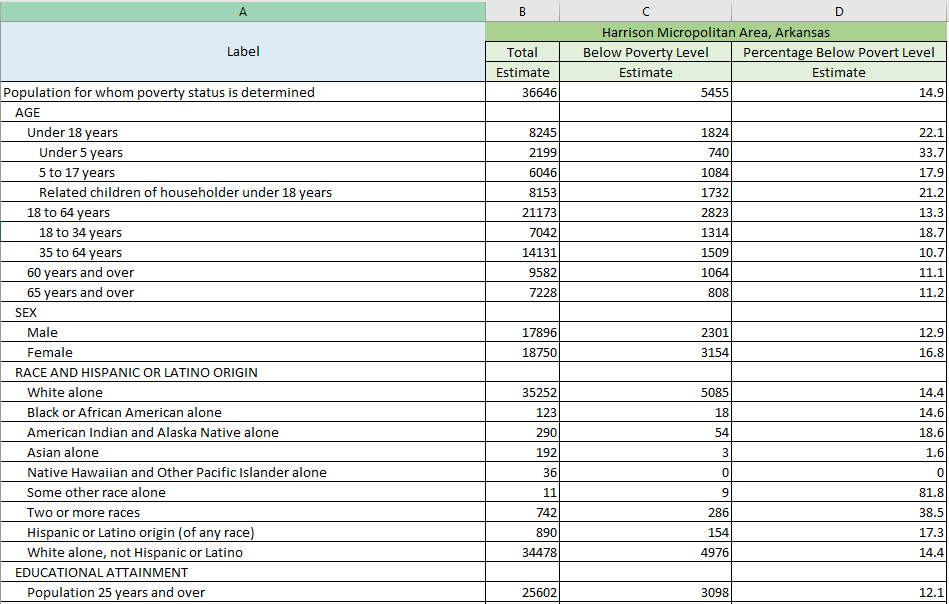 A B C D
Label
Harrison Micropolitan Area, Arkansas
Total Below Poverty Level Percentage Below Povert Level
Estimate Estimate Estimate
Population for whom poverty status is determined 36646 5455 14.9
AGE
Under 18 years 8245 1824 22.1
Under 5 years 2199 740 33.7
5 to 17 years 6046 1084 17.9
Related children of householder under 18 years 8153 1732 21.2
18 to 64 years 21173 2823 13.3
18 to 34 years 7042 1314 18.7
35 to 64 years 14131 1509 10.7
60 years and over 9582 1064 11.1
65 years and over 7228 808 11.2
SEX
Male 17896 2301 12.9
Female 18750 3154 16.8
RACE AND HISPANIC OR LATINO ORIGIN
White alone 35252 5085 14.4
Black or African American alone 123 18 14.6
American Indian and Alaska Native alone 290 54 18.6
Asian alone 192 3 1.6
Native Hawaiian and Other Pacific Islander alone 36 0 0
Some other race alone 11 9 81.8
Two or more races 742 286 38.5
Hispanic or Latino origin (of any race) 890 154 17.3
White alone, not Hispanic or Latino 34478 4976 14.4
EDUCATIONAL ATTAINMENT
Population 25 years and over 25602 3098 12.1